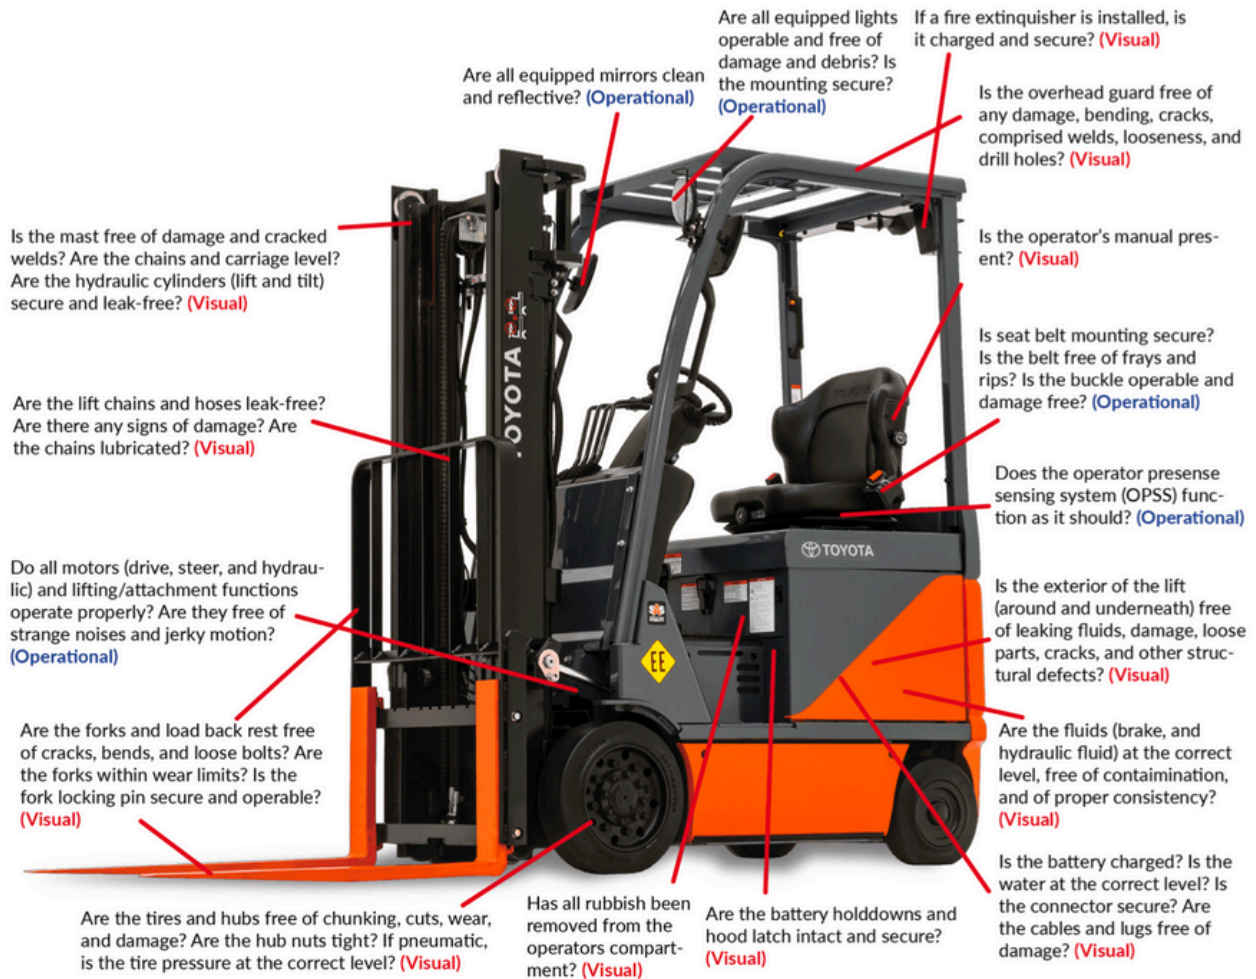 Are all equipped lights
operable and free of
damage and debris? Is
the mounting secure?
(Operational)
If a fire extinguisher is installed, is
it charged and secure? (Visual)
Are all equipped mirrors clean
and reflective? (Operational)
Is the overhead guard free of
any damage, bending, cracks,
comprised welds, looseness, and
drill holes? (Visual)
Is the mast free of damage and cracked
welds? Are the chains and carriage level?
Are the hydraulic cylinders (lift and tilt)
secure and leak-free? (Visual)
Is the operator's manual pres-
ent? (Visual)
Is seat belt mounting secure?
Is the belt free of frays and
rips? Is the buckle operable and
damage free? (Operational)
Are the lift chains and hoses leak-free?
Are there any signs of damage? Are
the chains lubricated? (Visual)
Does the operator presense
sensing system (OPSS) func-
tion as it should? (Operational)
OYOTA
TOYOTA
Do all motors (drive, steer, and hydrau-
lic) and lifting/attachment functions
operate properly? Are they free of
strange noises and jerky motion?
(Operational)
SAS
EE
Is the exterior of the lift
(around and underneath) free
of leaking fluids, damage, loose
parts, cracks, and other struc-
tural defects? (Visual)
Are the forks and load back rest free
of cracks, bends, and loose bolts? Are
the forks within wear limits? Is the
fork locking pin secure and operable?
(Visual)
Are the fluids (brake, and
hydraulic fluid) at the correct
level, free of contaimination,
and of proper consistency?
(Visual)
Is the battery charged? Is the
water at the correct level? Is
the connector secure? Are
the cables and lugs free of
damage? (Visual)
Are the tires and hubs free of chunking, cuts, wear,
and damage? Are the hub nuts tight? If pneumatic,
is the tire pressure at the correct level? (Visual)
Has all rubbish been
removed from the
operators compart-
ment? (Visual)
Are the battery holddowns and
hood latch intact and secure?
(Visual)